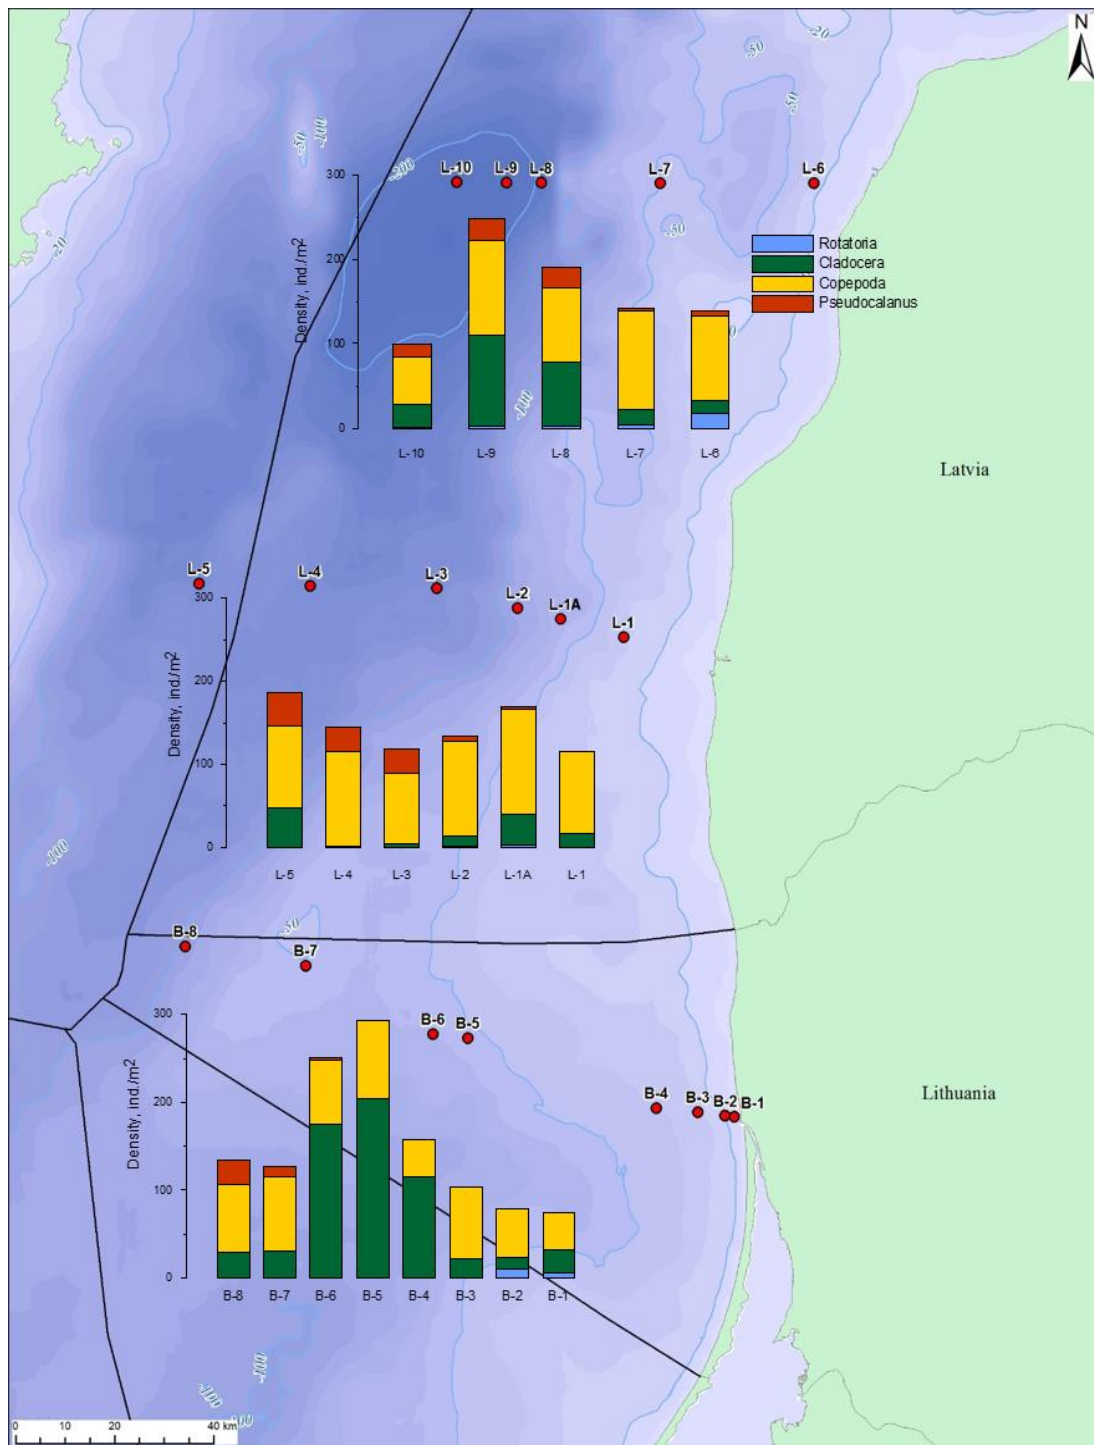 N
-20
-50
-50
-100
-50
-20
-200
L-10
L-9
L-8
L-7
L-6
-50
Rotatoria
Cladocera
Copepoda
Pseudocalanus
300
200
100
0
Density, ind./m²
-100
L-10
L-9
L-8
L-7
L-6
Latvia
L-5
L-4
L-3
L-2
L-1A
L-1
300
200
100
0
Density, ind./m²
-100
L-5
L-4
L-3
L-2
L-1A
L-1
-50
B-8
B-7
B-6
B-5
B-4
B-3
B-2
B-1
Lithuania
300
200
100
0
Density, ind./m²
B-8
B-7
B-6
B-5
B-4
B-3
B-2
B-1
-100
-100
0 10 20 40 km